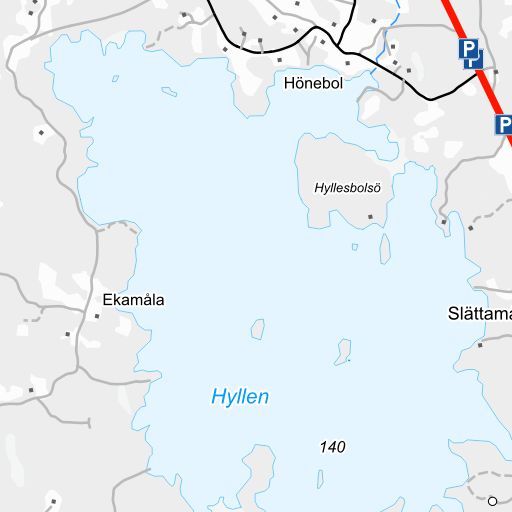 P
P
P
Hönebol
Hyllesbolsö
Ekamåla
Slättama
Hyllen
140